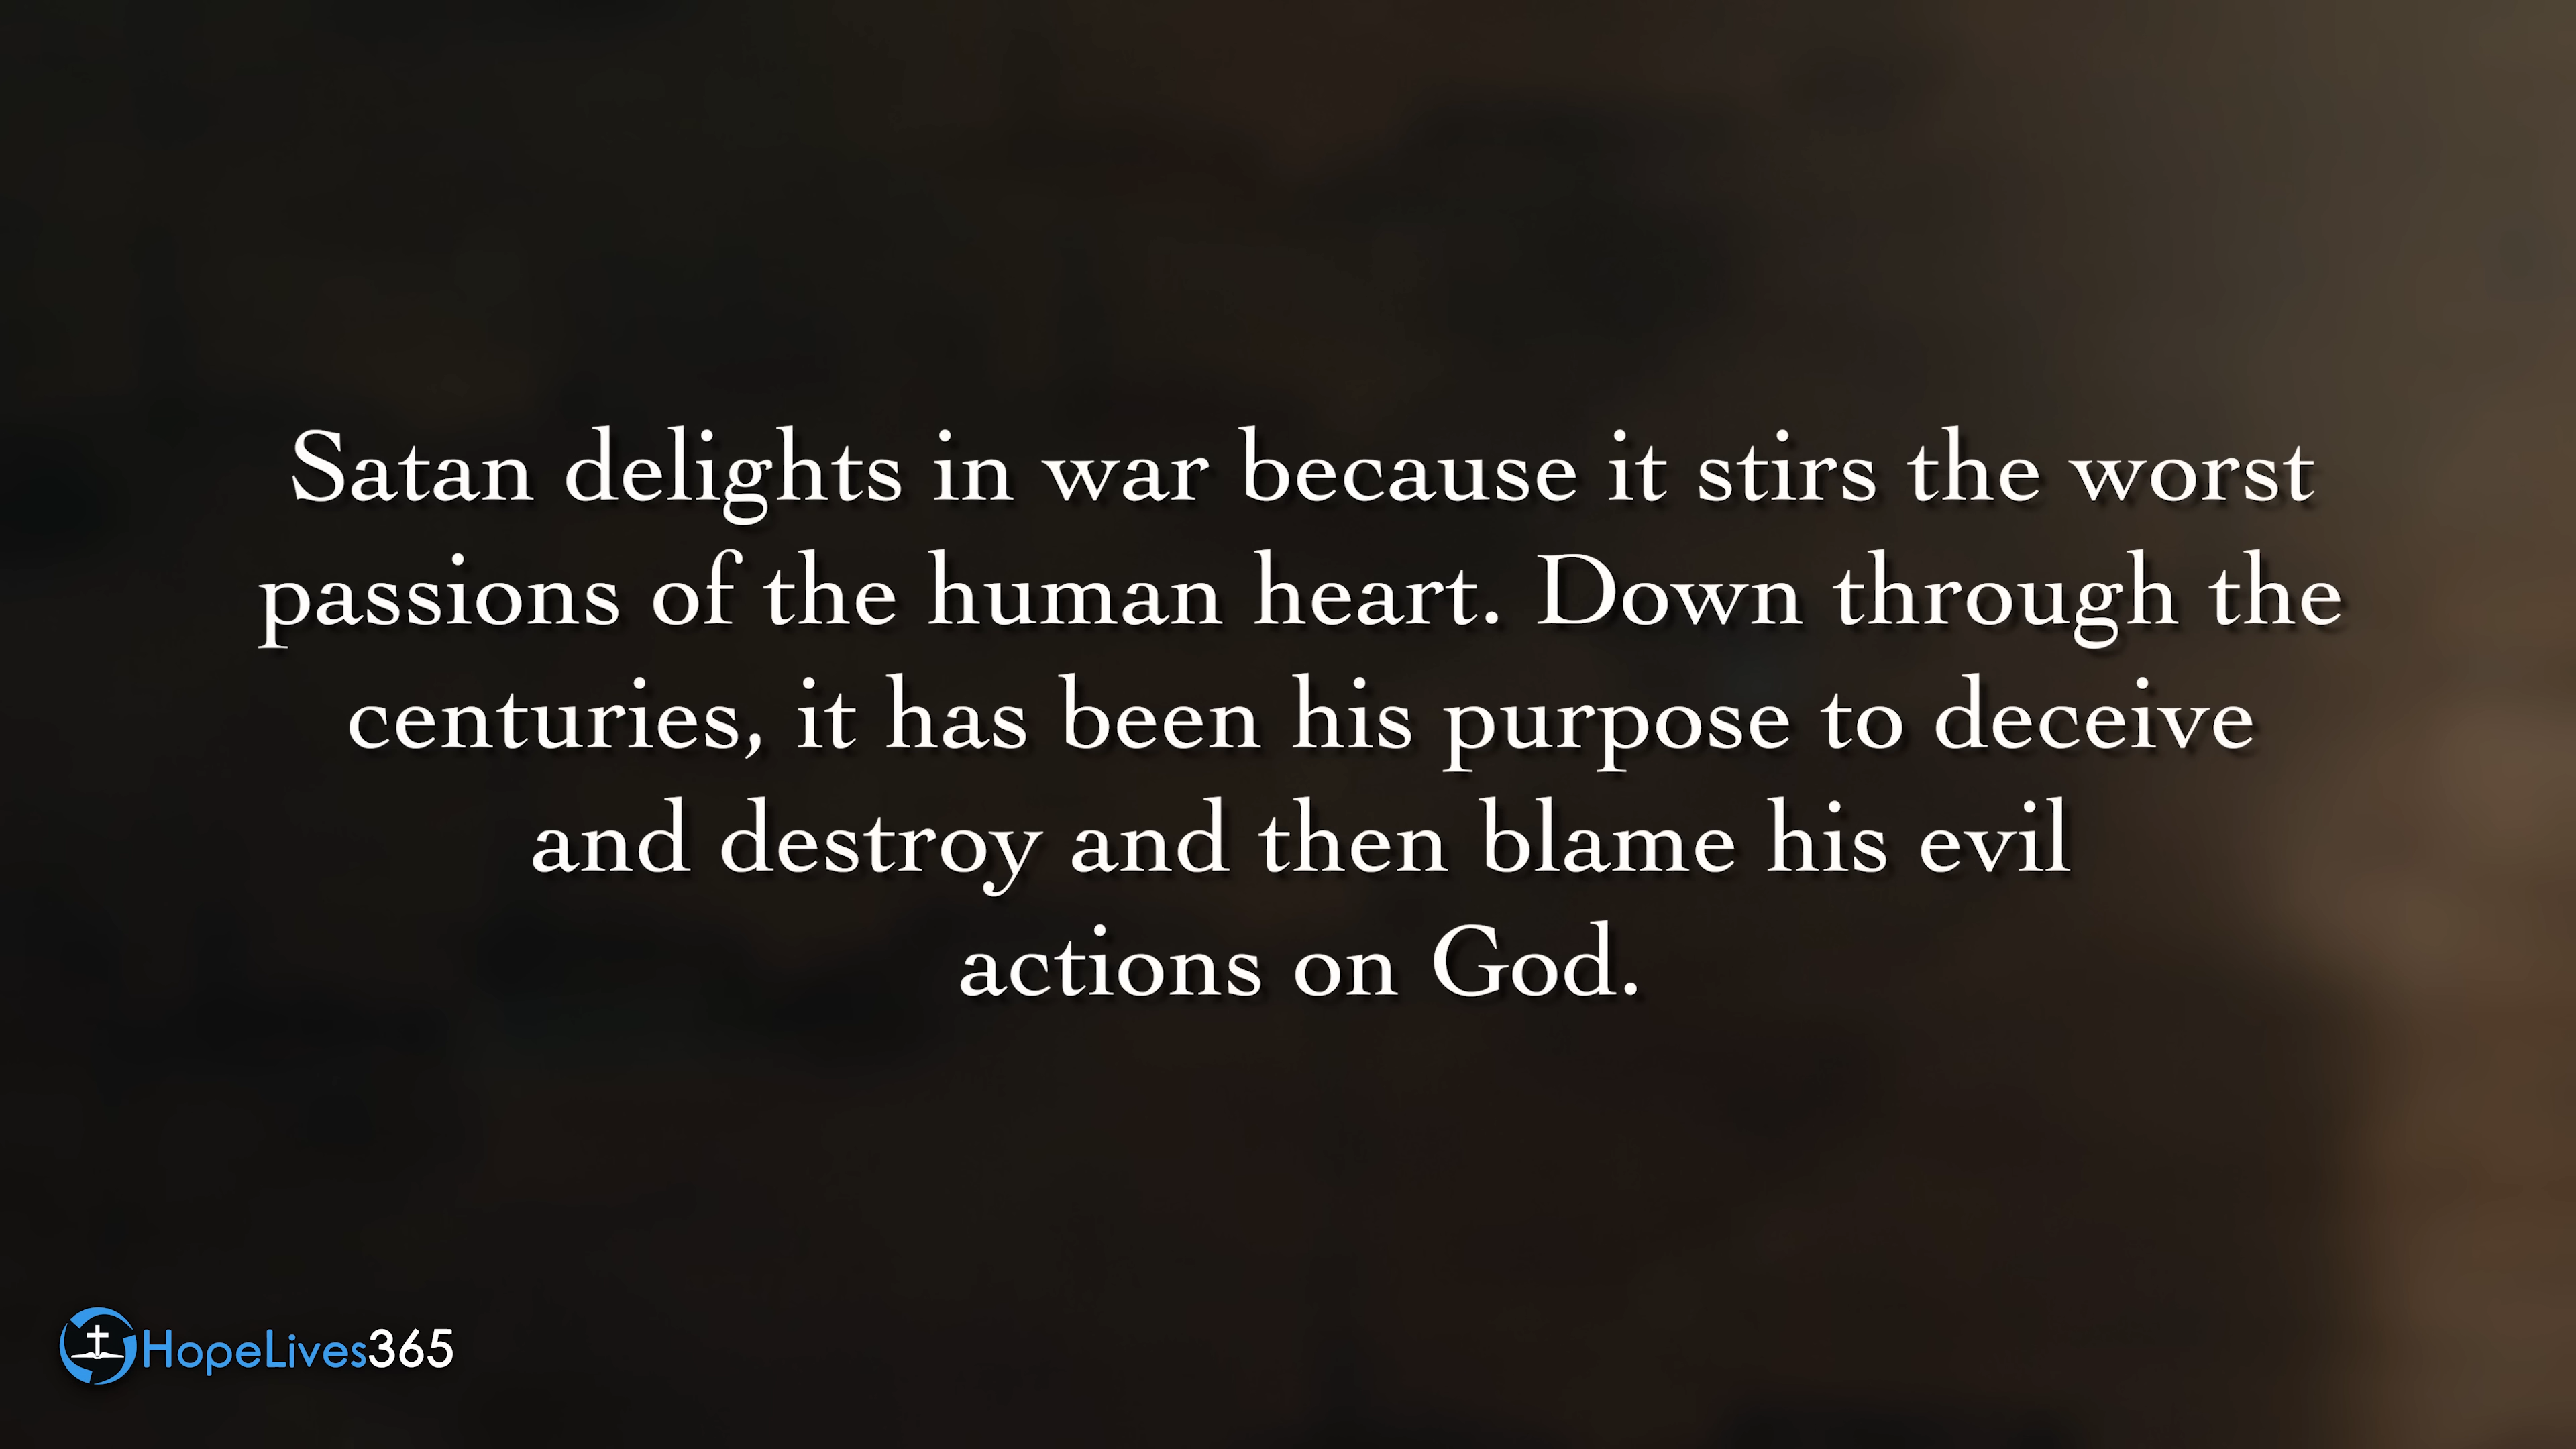 Satan delights in war because it stirs the worst
passions of the human heart. Down through the
centuries, it has been his purpose to deceive
and destroy and then blame his evil
actions on God.
HopeLives365